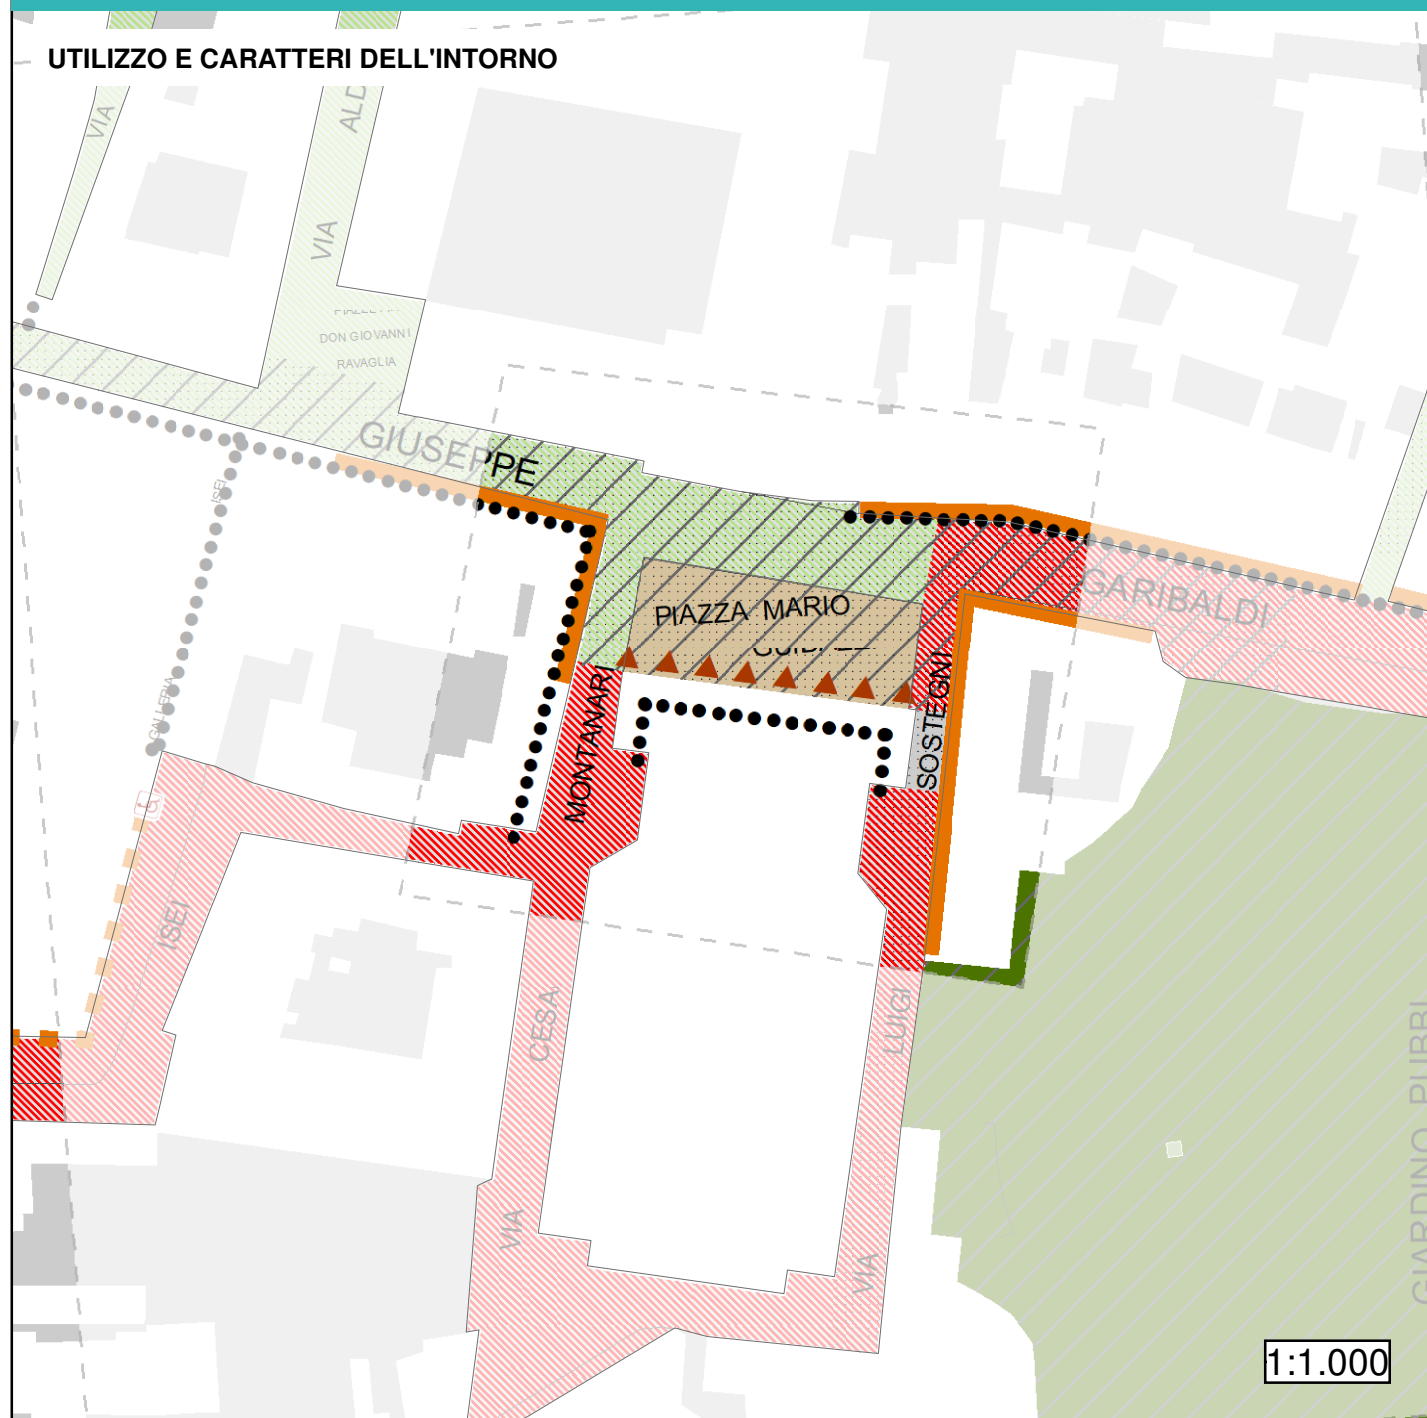 UTILIZZO E CARATTERI DELL'INTORNO
VIA
ALD
VIA
DON GIOVANNI
RAVAGLIA
GIUSEPPE
ISEI
GALLERIA
PIAZZA MARIO
GARIBALDI
MONTANARI
SOSTEGNI
ISEI
CESA
LUIGI
VIA
VIA
GIARDINO PUBBL
1:1.000